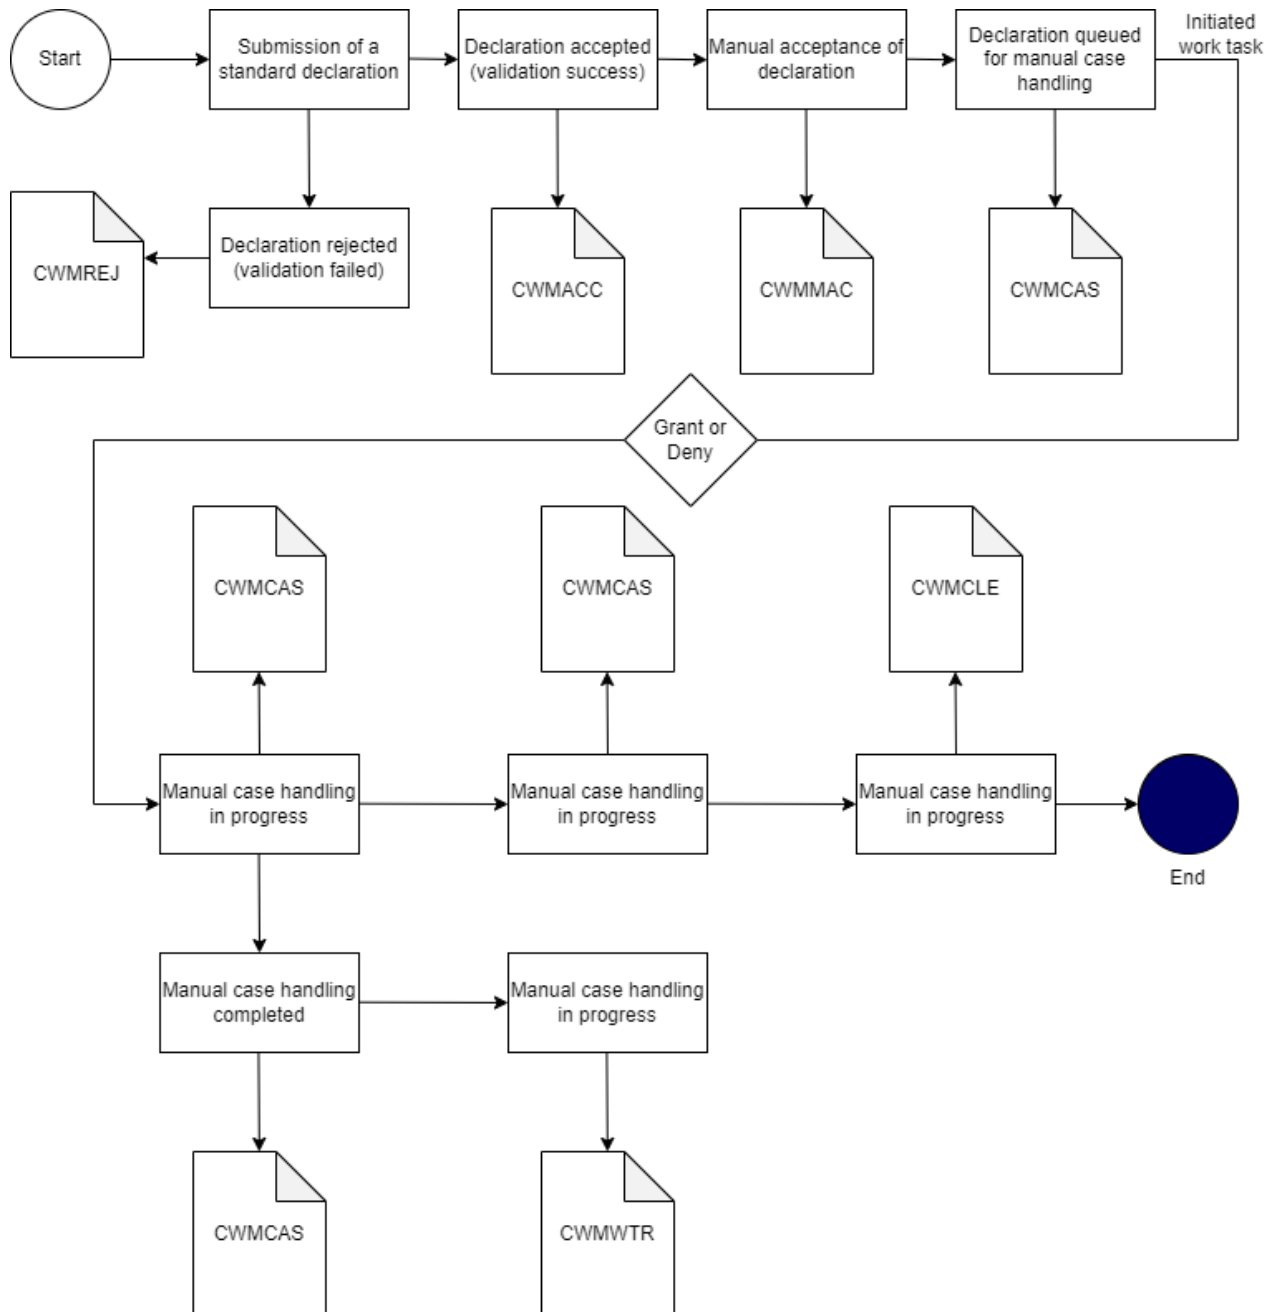 Start
Submission of a
standard declaration
Declaration accepted
(validation success)
Manual acceptance of
declaration
Declaration queued
for manual case
handling
Initiated
work task
CWMREJ
Declaration rejected
(validation failed)
CWMACC
CWMMAC
CWMCAS
Grant or
Deny
CWMCAS
CWMCAS
CWMCLE
Manual case handling
in progress
Manual case handling
in progress
Manual case handling
in progress
End
Manual case handling
completed
Manual case handling
in progress
CWMCAS
CWMWTR